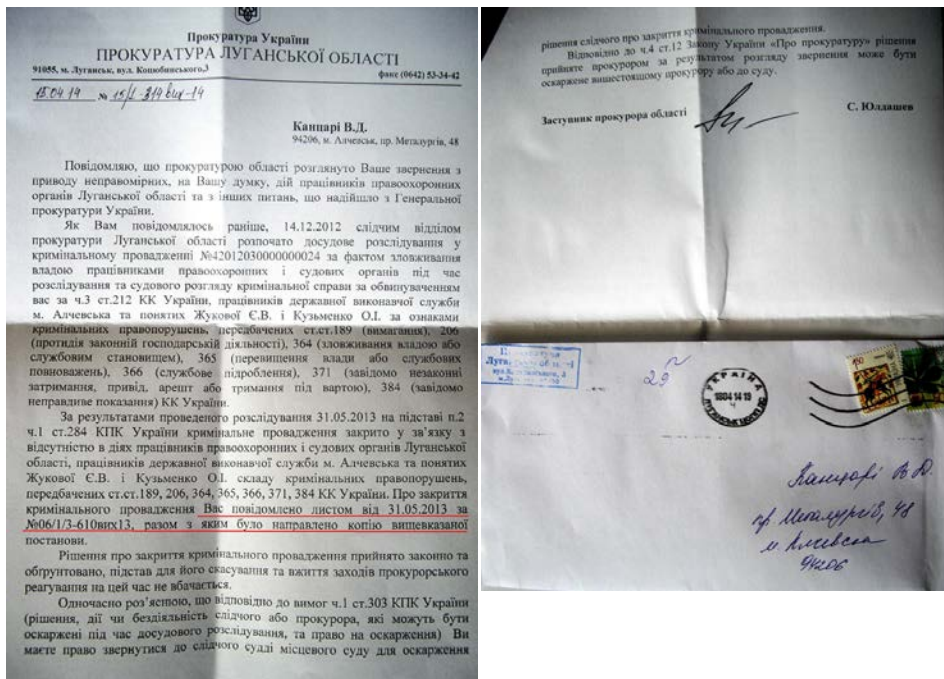 Прокуратура України
ПРОКУРАТУРА ЛУГАНСЬКОЇ ОБЛАСТІ
91055, м. Луганськ, вул. Коцюбинського,3
факс (0642) 53-34-42
15.04.14 № 15/1-314вих-14
Канцарі В.Д.
94206, м. Алчевськ, пр. Металургів, 48
Повідомляю, що прокуратурою області розглянуто Ваше звернення з
приводу неправомірних, на Вашу думку, дій працівників правоохоронних
органів Луганської області та з інших питань, що надійшло з Генеральної
прокуратури України.
Як Вам повідомлялось раніше, 14.12.2012 слідчим відділом
прокуратури Луганської області розпочато досудове розслідування у
кримінальному провадженні №42012030000000024 за фактом зловживання
владою працівниками правоохоронних і судових органів під час
розслідування та судового розгляду кримінальної справи за обвинуваченням
вас за ч.3 ст.212 КК України, працівників державної виконавчої служби
м. Алчевська та понятих Жукової Є.В. і Кузьменко О.І. за ознаками
кримінальних правопорушень, передбачених ст.ст.189 (вимагання), 206
(протидія законній господарській діяльності), 364 (зловживання владою або
службовим становищем), 365 (перевищення влади або службових
повноважень), 366 (службове підроблення), 371 (завідомо незаконні
затримання, привід, арешт або тримання під вартою), 384 (завідомо
неправдиве показання) КК України.
За результатами проведеного розслідування 31.05.2013 на підставі п.2
ч.1 ст.284 КПК України кримінальне провадження закрито у зв'язку з
відсутністю в діях працівників правоохоронних і судових органів Луганської
області, працівників державної виконавчої служби м. Алчевська та понятих
Жукової Є.В. і Кузьменко О.І. складу кримінальних правопорушень,
передбачених ст.ст.189, 206, 364, 365, 366, 371, 384 КК України. Про закриття
кримінального провадження Вас повідомлено листом від 31.05.2013 за
№06/1/3-610вих13, разом з яким було направлено копію вищевказаної
постанови.
Рішення про закриття кримінального провадження прийнято законно та
обґрунтовано, підстав для його скасування та вжиття заходів прокурорського
реагування на цей час не вбачається.
Одночасно роз'яснюю, що відповідно до вимог ч.1 ст.303 КПК України
(рішення, дії чи бездіяльність слідчого або прокурора, які можуть бути
оскаржені під час досудового розслідування, та право на оскарження) Ви
маєте право звернутися до слідчого судді місцевого суду для оскарження
рішення слідчого про закриття кримінального провадження.
Відповідно до ч.4 ст.12 Закону України «Про прокуратуру» рішення
прийняте прокурором за результатом розгляду звернення може бути
оскаржене вищестоящому прокурору або до суду.
Заступник прокурора області
С. Юлдашев
29
УКРАЇНА
1804 14 19
Ч
1.50
Канцарі В.Д.
пр Металургів, 48
м. Алчевськ
94206